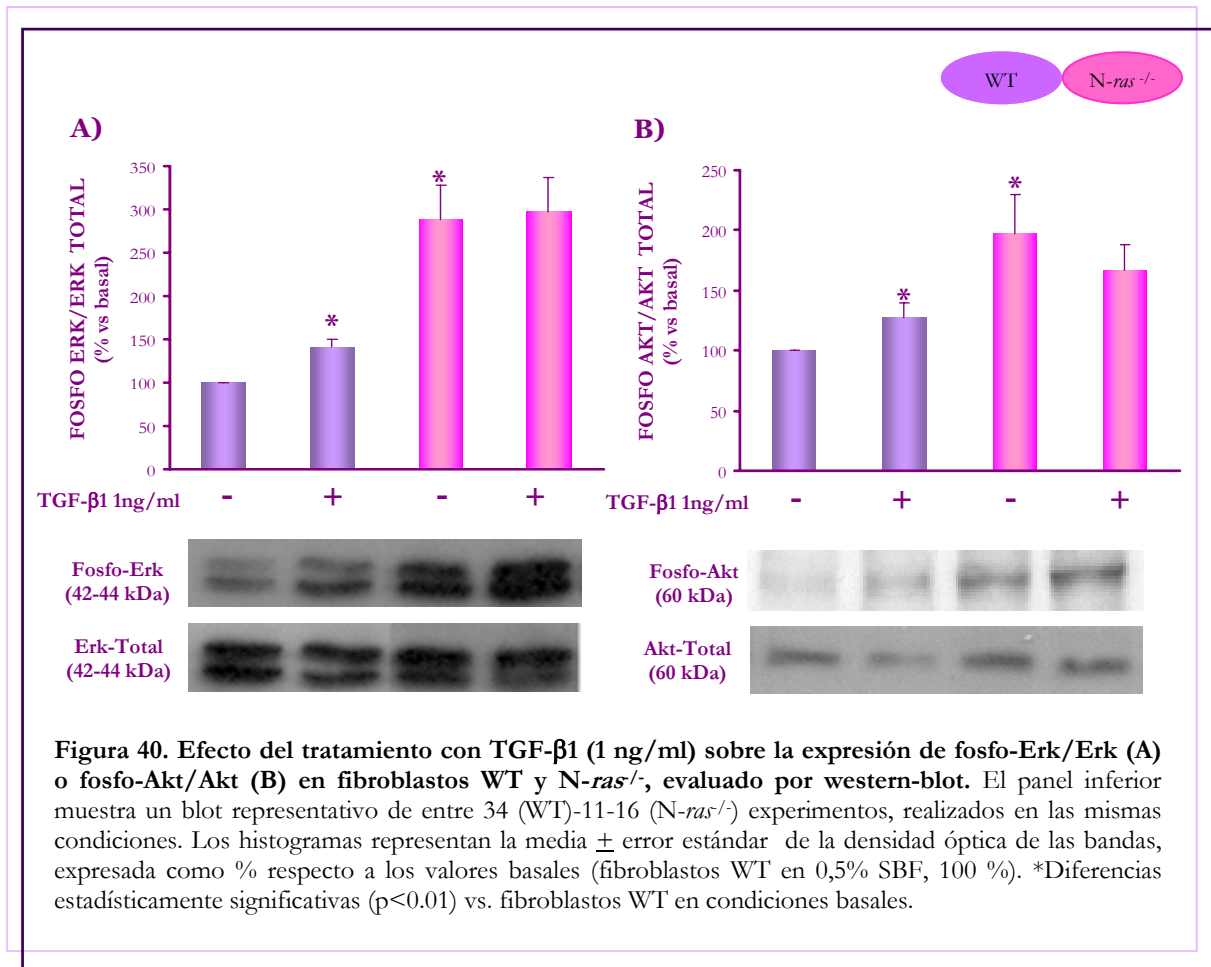 WT N-ras -/-
A)
B)
FOSFO ERK/ERK TOTAL
(% vs basal)
350
300
250
200
150
100
50
0
*
*
TGF-β1 1ng/ml - + - +
FOSFO AKT/AKT TOTAL
(% vs basal)
250
200
150
100
50
0
*
*
TGF-β1 1ng/ml - + - +
Fosfo-Erk
(42-44 kDa)
Erk-Total
(42-44 kDa)
Fosfo-Akt
(60 kDa)
Akt-Total
(60 kDa)
Figura 40. Efecto del tratamiento con TGF-β1 (1 ng/ml) sobre la expresión de fosfo-Erk/Erk (A)
o fosfo-Akt/Akt (B) en fibroblastos WT y N-ras-/-, evaluado por western-blot. El panel inferior
muestra un blot representativo de entre 34 (WT)-11-16 (N-ras-/-) experimentos, realizados en las mismas
condiciones. Los histogramas representan la media ± error estándar de la densidad óptica de las bandas,
expresada como % respecto a los valores basales (fibroblastos WT en 0,5% SBF, 100 %). *Diferencias
estadísticamente significativas (p<0.01) vs. fibroblastos WT en condiciones basales.